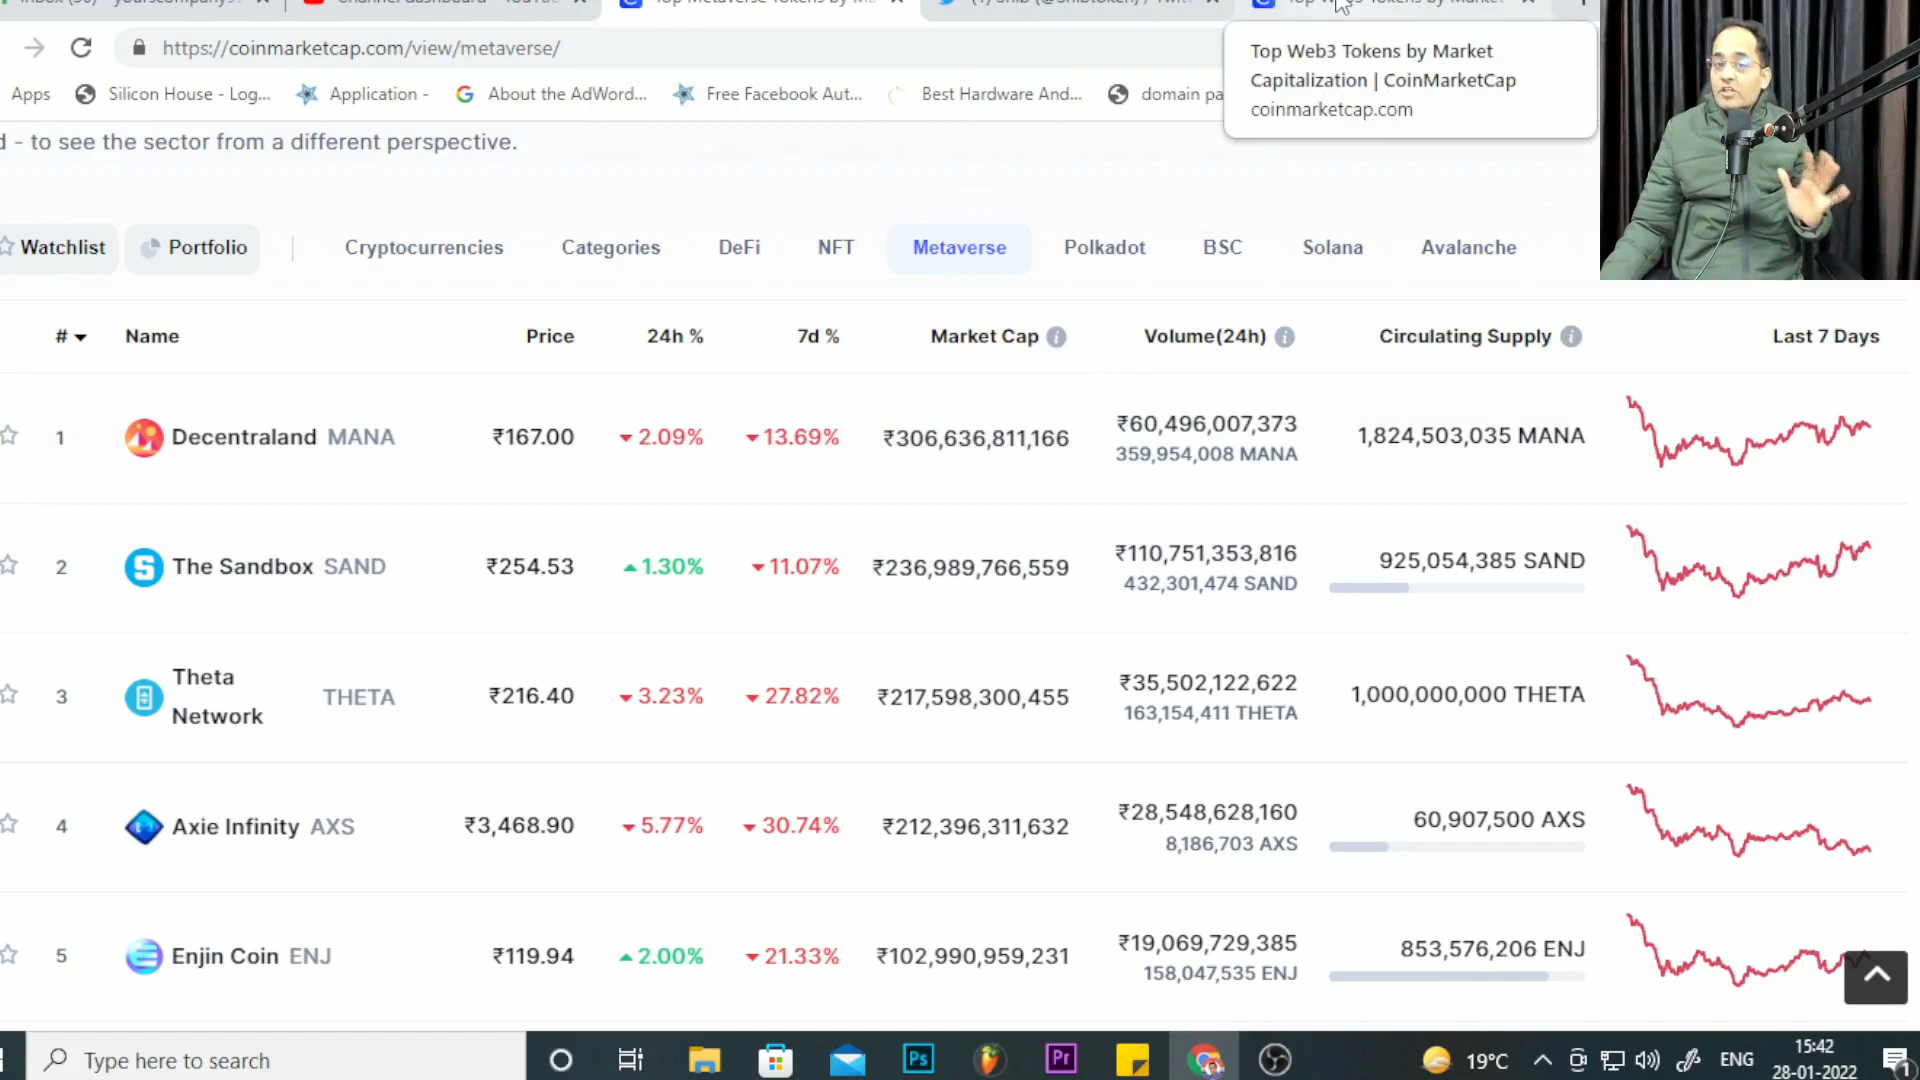 https://coinmarketcap.com/view/metaverse/
Top Web3 Tokens by Market
Capitalization | CoinMarketCap
coinmarketcap.com
Apps Silicon House - Log... Application - About the AdWord... Free Facebook Aut... Best Hardware And... domain pa
d - to see the sector from a different perspective.
Watchlist Portfolio Cryptocurrencies Categories DeFi NFT Metaverse Polkadot BSC Solana Avalanche
# Name Price 24h % 7d % Market Cap Volume(24h) Circulating Supply Last 7 Days
1 Decentraland MANA ₹167.00 2.09% 13.69% ₹306,636,811,166 ₹60,496,007,373 1,824,503,035 MANA
359,954,008 MANA
2 The Sandbox SAND ₹254.53 1.30% 11.07% ₹236,989,766,559 ₹110,751,353,816 925,054,385 SAND
432,301,474 SAND
3 Theta Network THETA ₹216.40 3.23% 27.82% ₹217,598,300,455 ₹35,502,122,622 1,000,000,000 THETA
163,154,411 THETA
4 Axie Infinity AXS ₹3,468.90 5.77% 30.74% ₹212,396,311,632 ₹28,548,628,160 60,907,500 AXS
8,186,703 AXS
5 Enjin Coin ENJ ₹119.94 2.00% 21.33% ₹102,990,959,231 ₹19,069,729,385 853,576,206 ENJ
158,047,535 ENJ
Type here to search Ps Pr 19°C ENG 15:42
28-01-2022 1